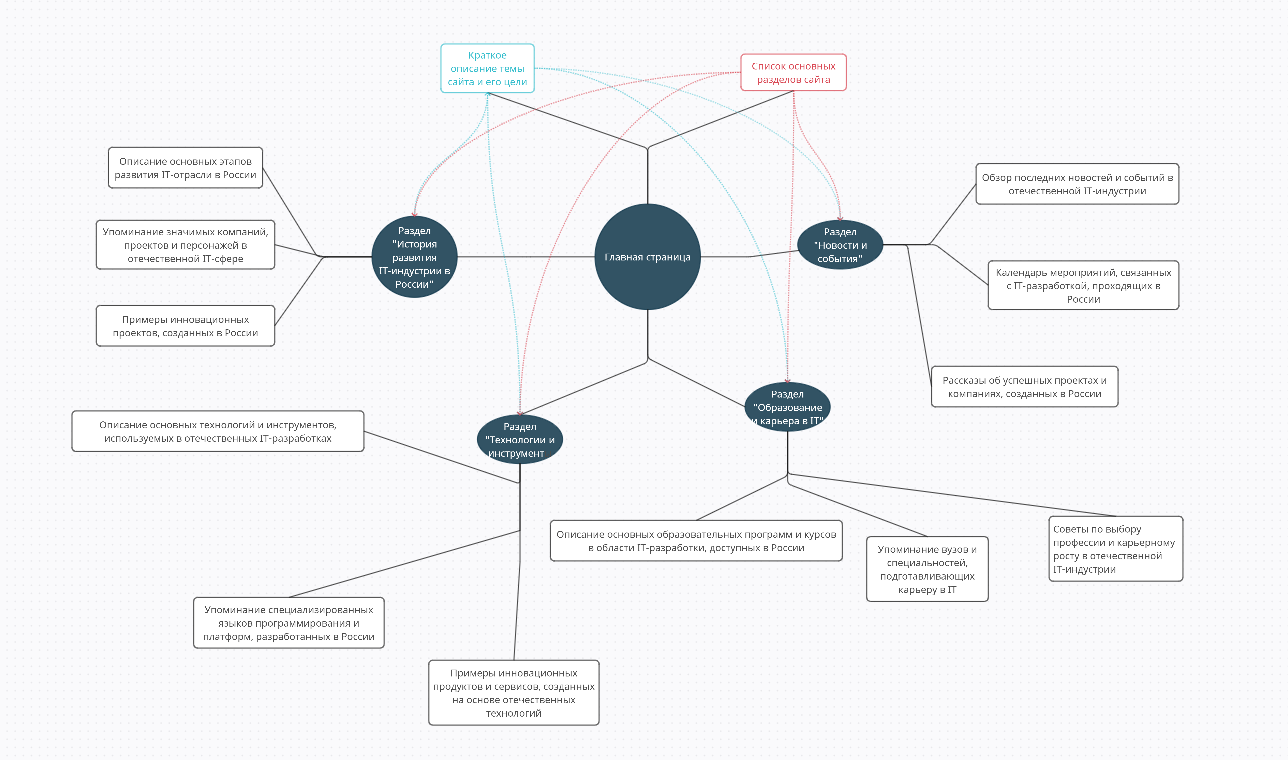 Краткое
описание темы
сайта и его цели
Список основных
разделов сайта
Описание основных этапов
развития IT-отрасли в России
Упоминание значимых компаний,
проектов и персонажей в
отечественной IT-сфере
Примеры инновационных
проектов, созданных в России
Раздел
"История
развития
IT-индустрии в
России"
Главная страница
Раздел
"Новости и
события"
Обзор последних новостей и событий в
отечественной IT-индустрии
Календарь мероприятий, связанных
с IT-разработкой, проходящих в
России
Рассказы об успешных проектах и
компаниях, созданных в России
Описание основных технологий и инструментов,
используемых в отечественных IT-разработках
Раздел
"Технологии и
инструмент
Раздел
"Образование
и карьера в IT"
Описание основных образовательных программ и курсов
в области IT-разработки, доступных в России
Упоминание вузов и
специальностей,
подготавливающих
карьеру в IT
Советы по выбору
профессии и карьерному
росту в отечественной
IT-индустрии
Упоминание специализированных
языков программирования и
платформ, разработанных в России
Примеры инновационных
продуктов и сервисов, созданных
на основе отечественных
технологий